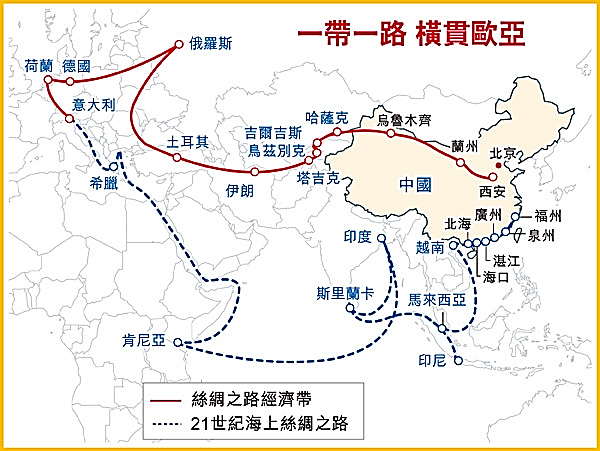 一帶一路 橫貫歐亞
俄羅斯
荷蘭
德國
意大利
希臘
土耳其
伊朗
哈薩克
吉爾吉斯
烏茲別克
塔吉克
烏魯木齊
蘭州
北京
西安
中國
北海
廣州
福州
泉州
湛江
海口
越南
印度
斯里蘭卡
馬來西亞
印尼
肯尼亞
絲綢之路經濟帶
21世紀海上絲綢之路